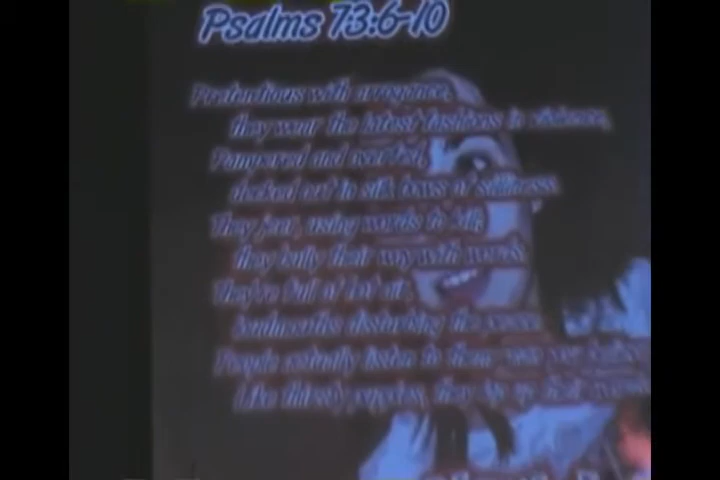 Psalms 73:6-10
Pretentious with arrogance,
they wear the latest fashions in violence,
Pampered and overfed,
decked out in silk bows of silliness.
They jeer, using words to kill;
they bully their way with words.
They're full of hot air,
loudmouths disturbing the peace.
People actually listen to them
Like thirsty puppies, they lap up their words.